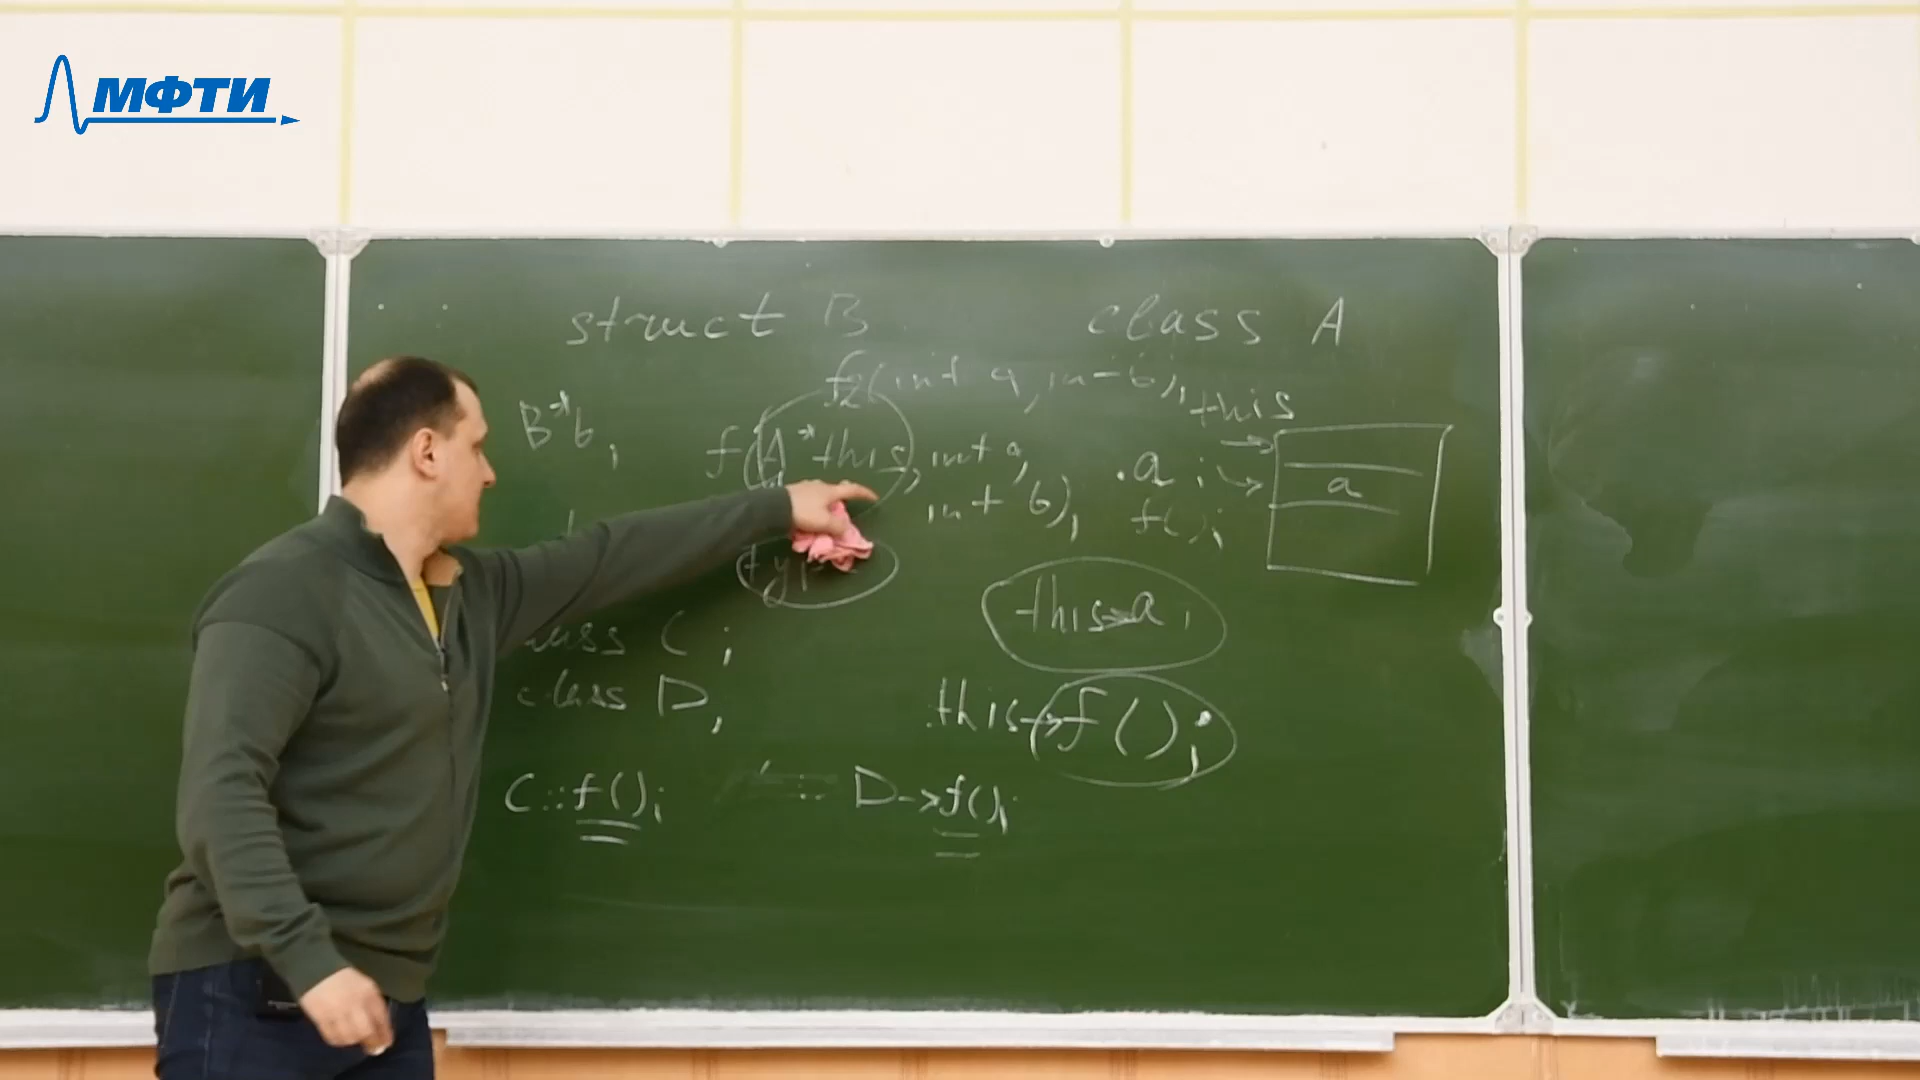 МФТИ
struct B
class A
f2(int a, int b);
this
B*b;
f(A*this, int a,
int b);
.a;
a
f();
this->a;
class C;
class D;
this->f();
C::f();
D->f();